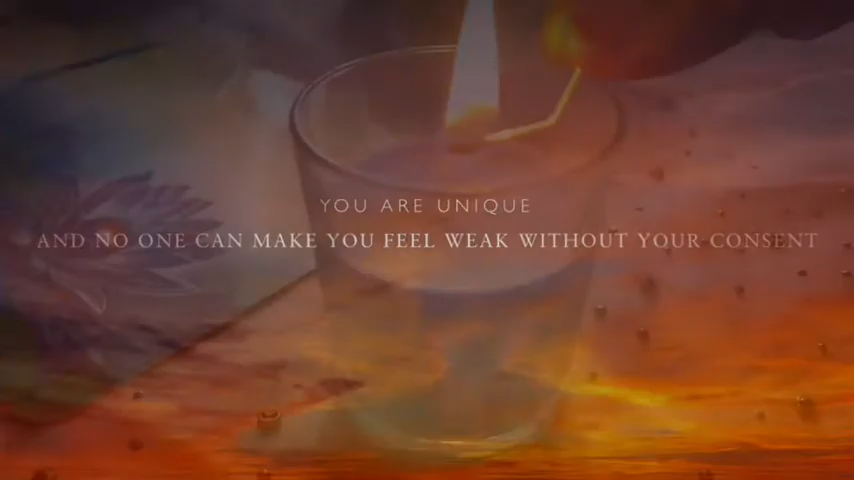 YOU ARE UNIQUE
AND NO ONE CAN MAKE YOU FEEL WEAK WITHOUT YOUR CONSENT